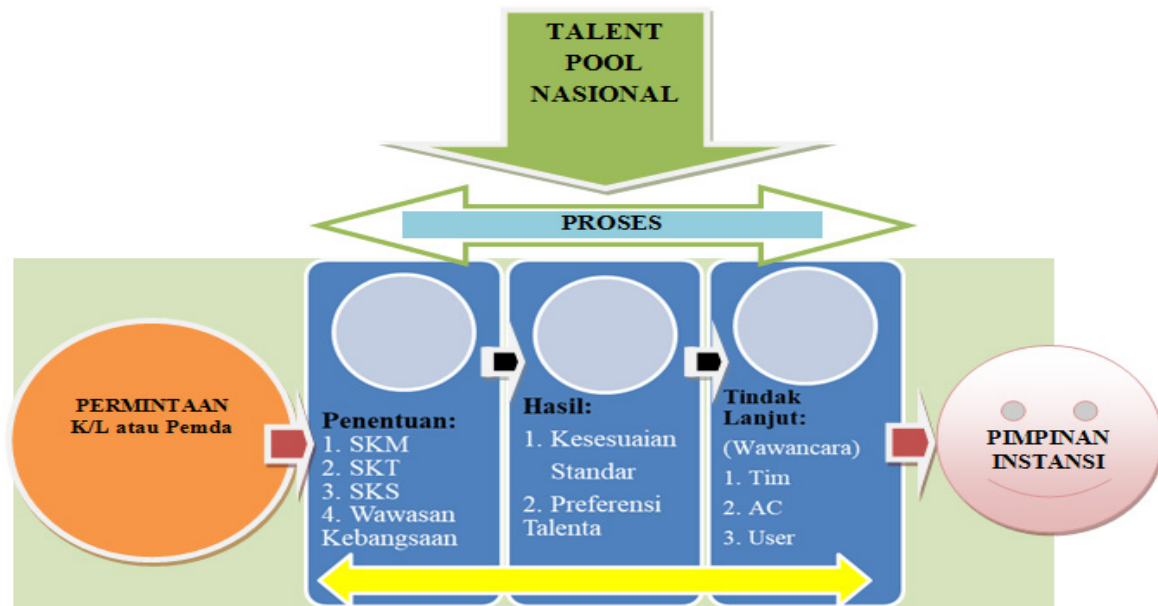 TALENT
POOL
NASIONAL
PROSES
PERMINTAAN
K/L atau Pemda
Penentuan:
1. SKM
2. SKT
3. SKS
4. Wawasan
Kebangsaan
Hasil:
1. Kesesuaian
Standar
2. Preferensi
Talenta
Tindak
Lanjut:
(Wawancara)
1. Tim
2. AC
3. User
PIMPINAN
INSTANSI